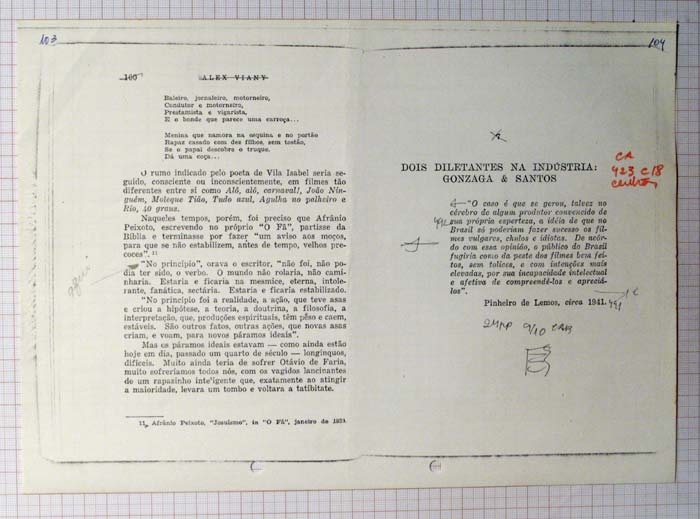 103
100 ALEX VIANY
Baleiro, jornaleiro, motorneiro,
Condutor e motorneiro,
Prestamista e vigarista,
E o bonde que parece uma carroça...
Menina que namora na esquina e no portão
Rapaz casado com dez filhos, sem testão,
Se o papai descobre o truque,
Dá uma coça...
O rumo indicado pelo poeta de Vila Isabel seria se-
guido, consciente ou inconscientemente, em filmes tão
diferentes entre si como Alô, alô, carnaval!, João Nin-
guém, Moleque Tião, Tudo azul, Agulha no palheiro e
Rio, 40 graus.
Naqueles tempos, porém, foi preciso que Afrânio
Peixoto, escrevendo no próprio "O Fã", partisse da
Bíblia e terminasse por fazer "um aviso aos moços,
para que se não estabilizem, antes de tempo, velhos pre-
coces". 11
"No princípio", orava o escritor, "não foi, não po-
dia ter sido, o verbo. O mundo não rolaria, não cami-
nharia. Estaria e ficaria na mesmice, eterna, intole-
rante, fanática, sectária. Estaria e ficaria estabilizado.
"No princípio foi a realidade, a ação, que teve asas
e criou a hipótese, a teoria, a doutrina, a filosofia, a
interpretação, que, produções espirituais, têm pêso e caem,
estáveis. São outros fatos, outras ações, que novas asas
criam, e voam, para novos páramos ideais".
Mas os páramos ideais estavam — como ainda estão
hoje em dia, passado um quarto de século — longínquos,
difíceis. Muito ainda teria de sofrer Otávio de Faria,
muito sofreríamos todos nós, com os vagidos lancinantes
de um rapazinho inte'igente que, exatamente ao atingir
a maioridade, levara um tombo e voltara a tatibitate.
11 Afrânio Peixoto, "Josuismo", in "O Fã", janeiro de 1930.
104
DOIS DILETANTES NA INDÚSTRIA:
GONZAGA & SANTOS
CA
423 C18
"O caso é que se gerou, talvez no
cérebro de algum produtor convencido de
sua própria esperteza, a idéia de que no
Brasil só poderiam fazer sucesso os fil-
mes vulgares, chulos e idiotas. De acôr-
do com essa opinião, o público do Brasil
fugiria como da peste dos filmes bem fei-
tos, sem tolices, e com intenções mais
elevadas, por sua incapacidade intelectual
e afetiva de compreendê-los e apreciá-
los".
Pinheiro de Lemos, circa 1941.